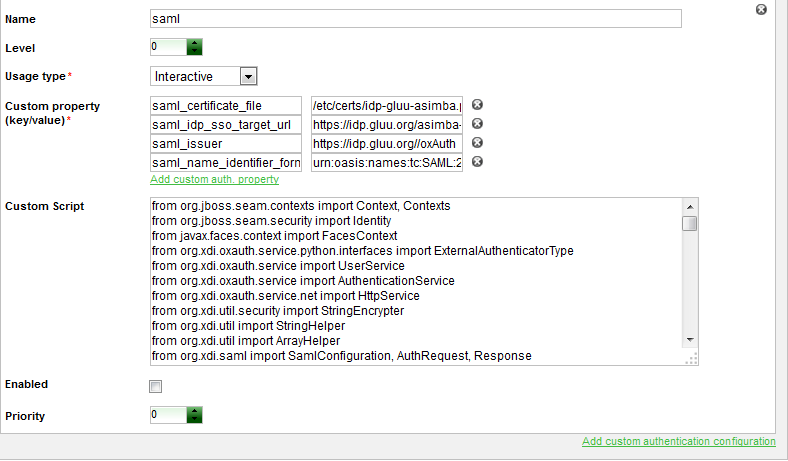 Name saml
Level 0
Usage type* Interactive
Custom property (key/value)*
saml_certificate_file /etc/certs/idp-gluu-asimba.p
saml_idp_sso_target_url https://idp.gluu.org/asimba-
saml_issuer https://idp.gluu.org//oxAuth
saml_name_identifier_forn urn:oasis:names:tc:SAML:2
Add custom auth. property
Custom Script
from org.jboss.seam.contexts import Context, Contexts
from org.jboss.seam.security import Identity
from javax.faces.context import FacesContext
from org.xdi.oxauth.service.python.interfaces import ExternalAuthenticatorType
from org.xdi.oxauth.service import UserService
from org.xdi.oxauth.service import AuthenticationService
from org.xdi.oxauth.service.net import HttpService
from org.xdi.util.security import StringEncrypter
from org.xdi.util import StringHelper
from org.xdi.util import ArrayHelper
from org.xdi.saml import SamlConfiguration, AuthRequest, Response
Enabled
Priority 0
Add custom authentication configuration